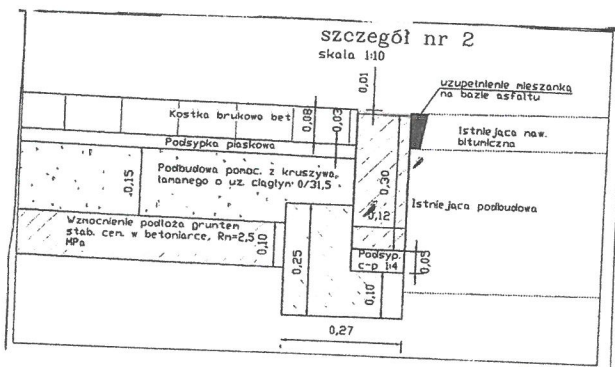 szczegół nr 2
skala 1:10
0,01
uzupełnienie mieszanką
na bazie asfaltu
Kostka brukowa bet
0,08
0,03
Istniejąca naw.
bitumiczna
Podsypka piaskowa
Podbudowa pomoc. z kruszywa
łamanego o uz. ciągłyn 0/31,5
0,15
0,30
0,12
Istniejąca podbudowa
Wzmocnienie podłoża gruntem
stab. cem. w betoniarce, Rn=2,5
MPa
0,10
0,25
Podsyp.
c-p 1:4
0,05
0,10
0,27